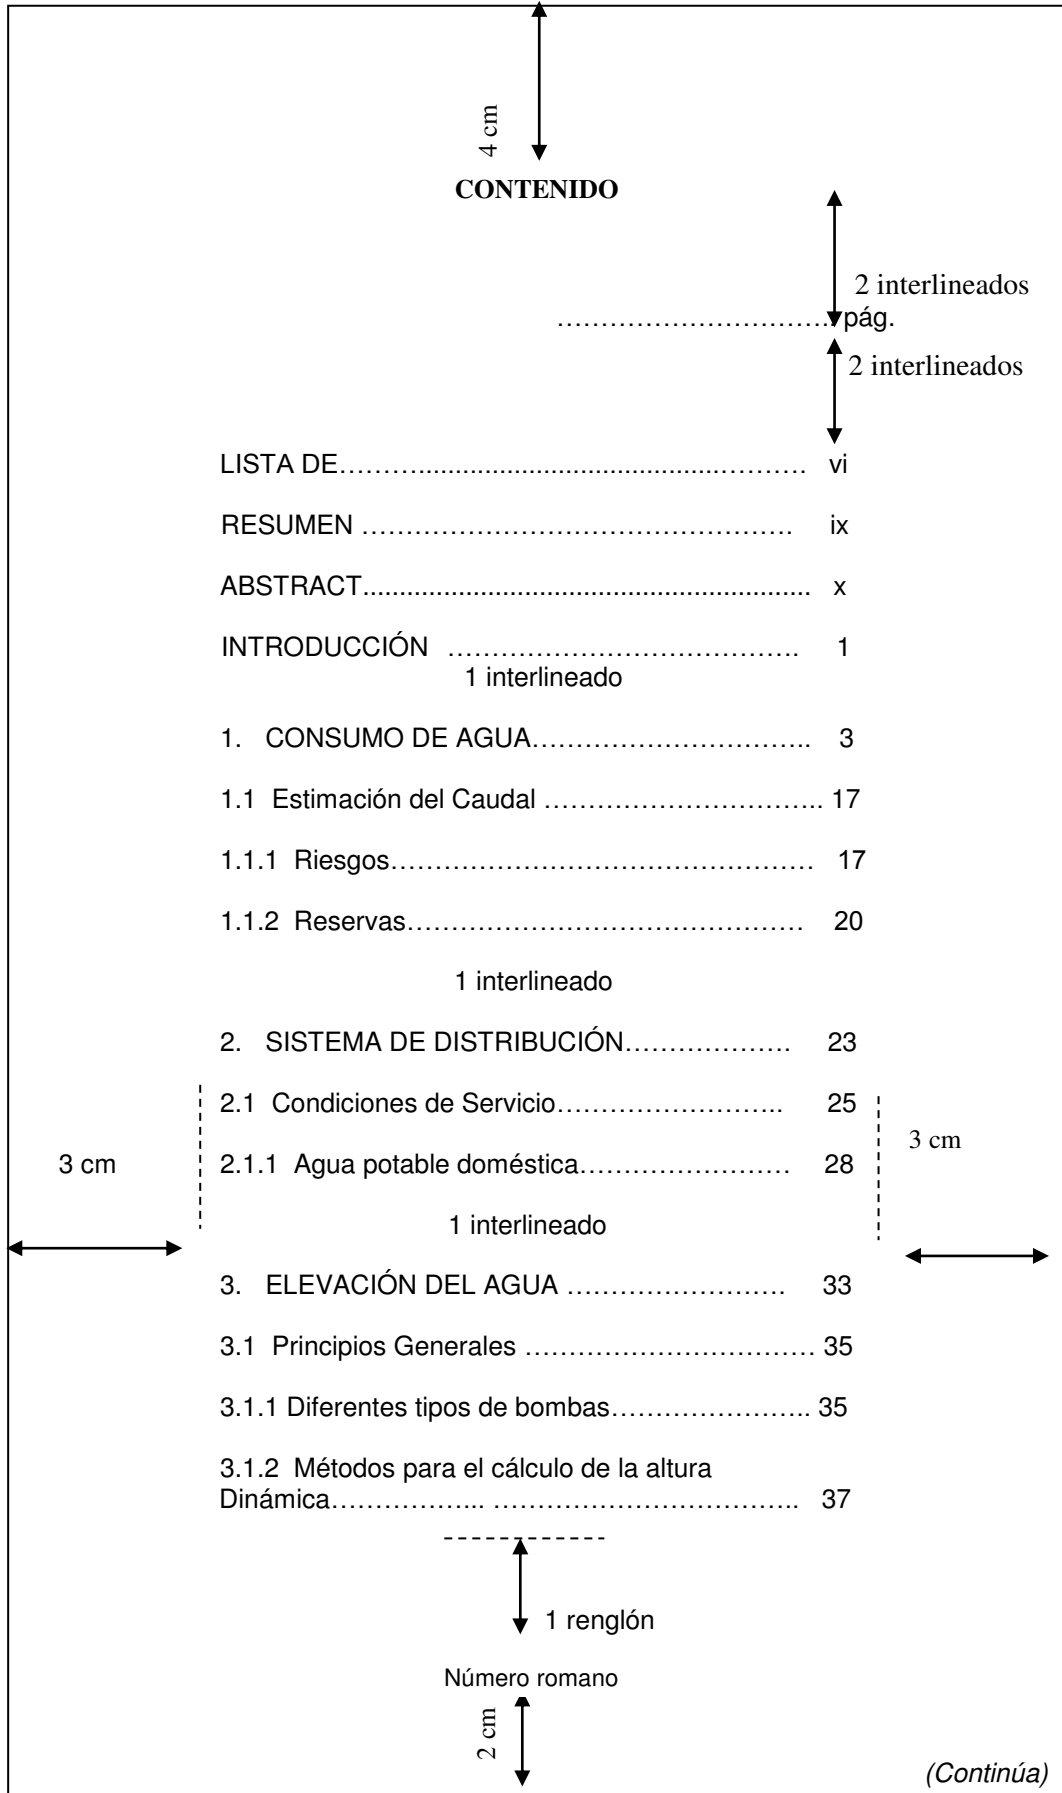 4 cm
CONTENIDO
2 interlineados
…………………………... pág.
2 interlineados
LISTA DE………..........................................………. vi
RESUMEN ………………………………………… ix
ABSTRACT............................................................. x
INTRODUCCIÓN …………………………………. 1
1 interlineado
1. CONSUMO DE AGUA………………………….. 3
1.1 Estimación del Caudal ………………………….. 17
1.1.1 Riesgos………………………………………… 17
1.1.2 Reservas……………………………………… 20
1 interlineado
2. SISTEMA DE DISTRIBUCIÓN………………. 23
2.1 Condiciones de Servicio…………………….. 25
3 cm
3 cm
2.1.1 Agua potable doméstica………………… 28
1 interlineado
3. ELEVACIÓN DEL AGUA ……………………. 33
3.1 Principios Generales …………………………… 35
3.1.1 Diferentes tipos de bombas………………….. 35
3.1.2 Métodos para el cálculo de la altura
Dinámica……………... …………………………….. 37
1 renglón
Número romano
2 cm
(Continúa)